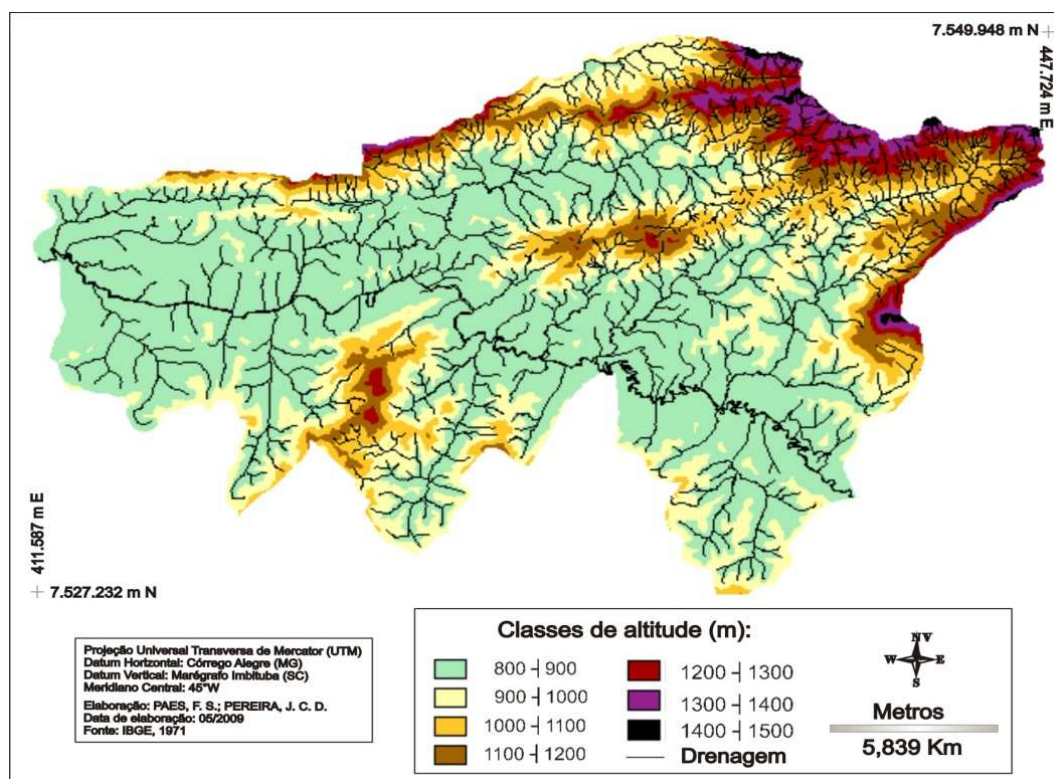 7.549.948 m N
447.724 m E
411.587 m E
7.527.232 m N
Projeção Universal Transversa de Mercator (UTM)
Datum Horizontal: Córrego Alegre (MG)
Datum Vertical: Marégrafo Imbituba (SC)
Meridiano Central: 45°W
Elaboração: PAES, F. S.; PEREIRA, J. C. D.
Data de elaboração: 05/2009
Fonte: IBGE, 1971
Classes de altitude (m):
800 ┤ 900
900 ┤ 1000
1000 ┤ 1100
1100 ┤ 1200
1200 ┤ 1300
1300 ┤ 1400
1400 ┤ 1500
Drenagem
N
W E
S
Metros
5,839 Km